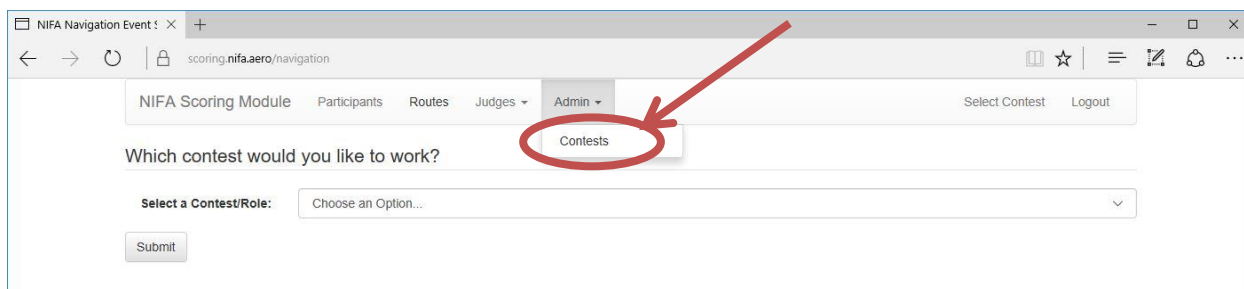 NIFA Navigation Event S
scoring.nifa.aero/navigation
NIFA Scoring Module Participants Routes Judges Admin Select Contest Logout
Contests
Which contest would you like to work?
Select a Contest/Role: Choose an Option...
Submit